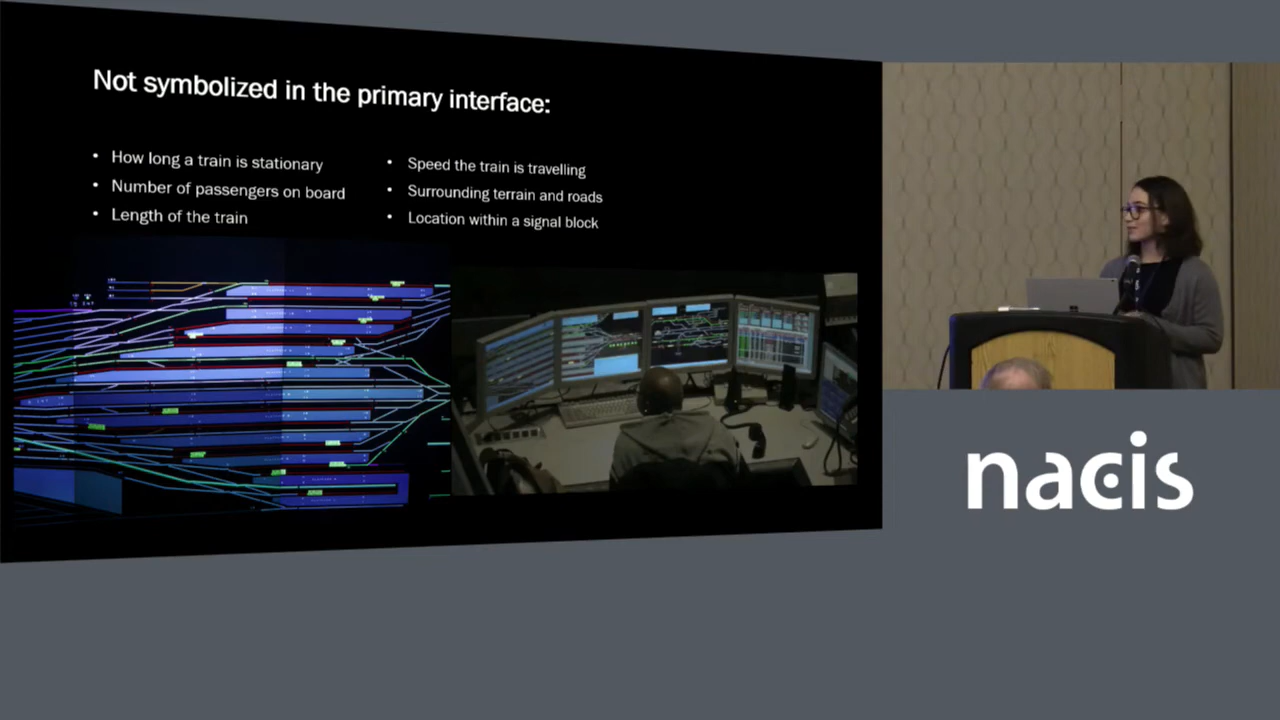 Not symbolized in the primary interface:
• How long a train is stationary
• Number of passengers on board
• Length of the train
• Speed the train is travelling
• Surrounding terrain and roads
• Location within a signal block
nacis